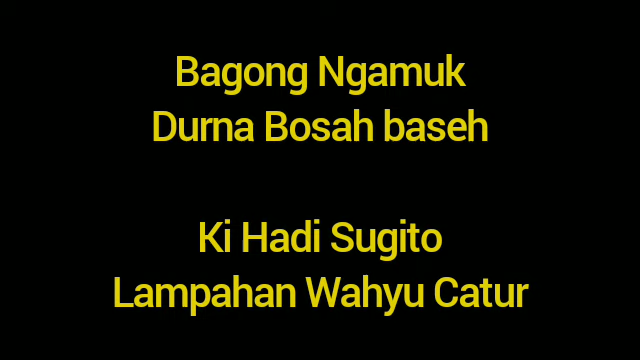 Bagong Ngamuk
Durna Bosah baseh
Ki Hadi Sugito
Lampahan Wahyu Catur